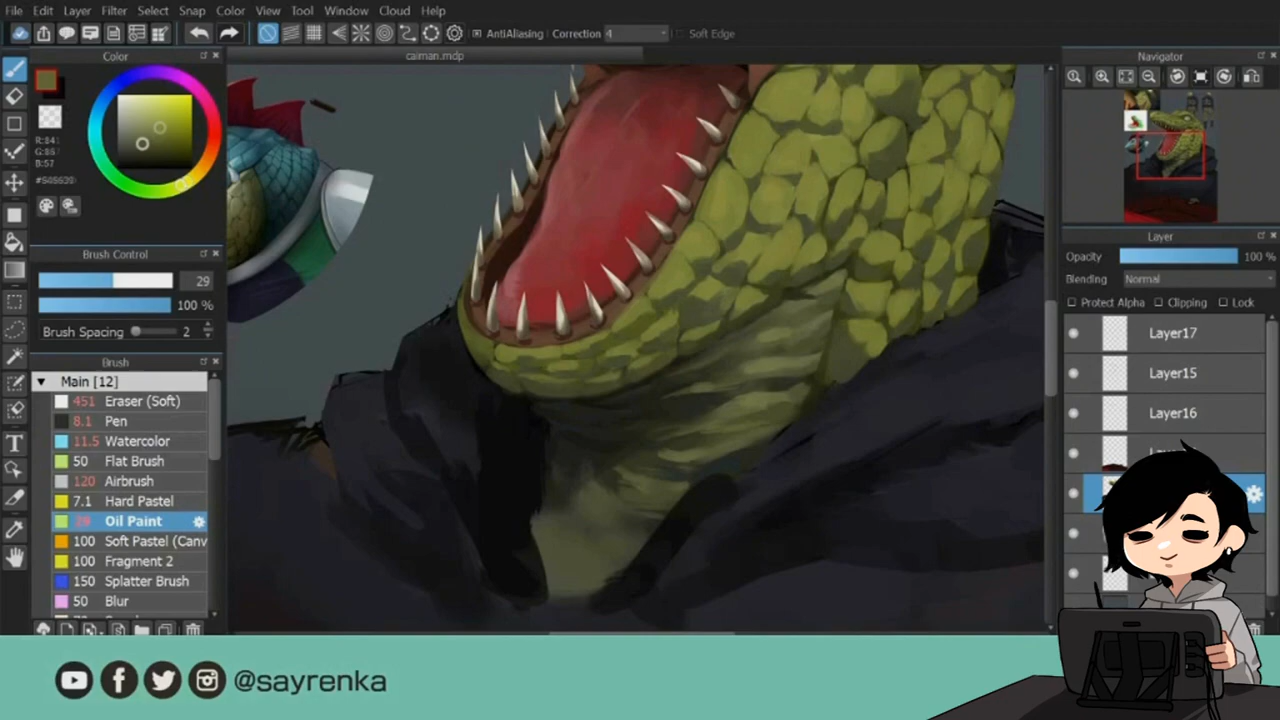 File Edit Layer Filter Select Snap Color View Tool Window Cloud Help
AntiAliasing Correction 4 Soft Edge
Color
caiman.mdp
Navigator
R:84
B:57
Brush Control
29
100 %
Brush Spacing 2
Brush
Main [12]
451 Eraser (Soft)
8.1 Pen
11.5 Watercolor
50 Flat Brush
120 Airbrush
7.1 Hard Pastel
29 Oil Paint
100 Soft Pastel (Canv
100 Fragment 2
150 Splatter Brush
50 Blur
Layer
Opacity 100 %
Blending Normal
Protect Alpha Clipping Lock
Layer17
Layer15
Layer16
T
@sayrenka